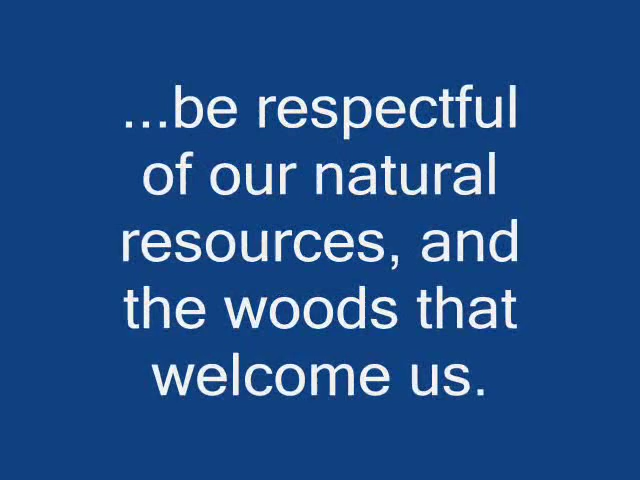 ...be respectful
of our natural
resources, and
the woods that
welcome us.